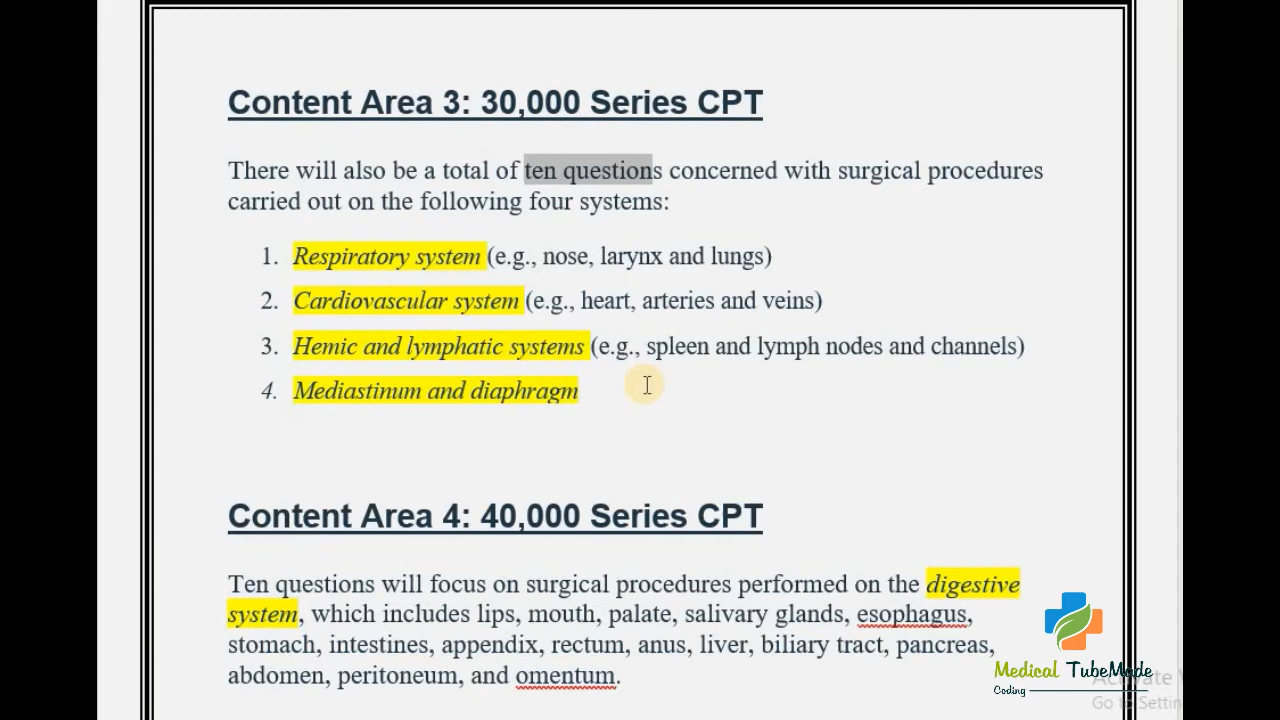 Content Area 3: 30,000 Series CPT
There will also be a total of ten questions concerned with surgical procedures
carried out on the following four systems:
1. Respiratory system (e.g., nose, larynx and lungs)
2. Cardiovascular system (e.g., heart, arteries and veins)
3. Hemic and lymphatic systems (e.g., spleen and lymph nodes and channels)
4. Mediastinum and diaphragm
Content Area 4: 40,000 Series CPT
Ten questions will focus on surgical procedures performed on the digestive
system, which includes lips, mouth, palate, salivary glands, esophagus,
stomach, intestines, appendix, rectum, anus, liver, biliary tract, pancreas,
abdomen, peritoneum, and omentum.
Medical TubeMade
Coding
Activate
Go to Settin